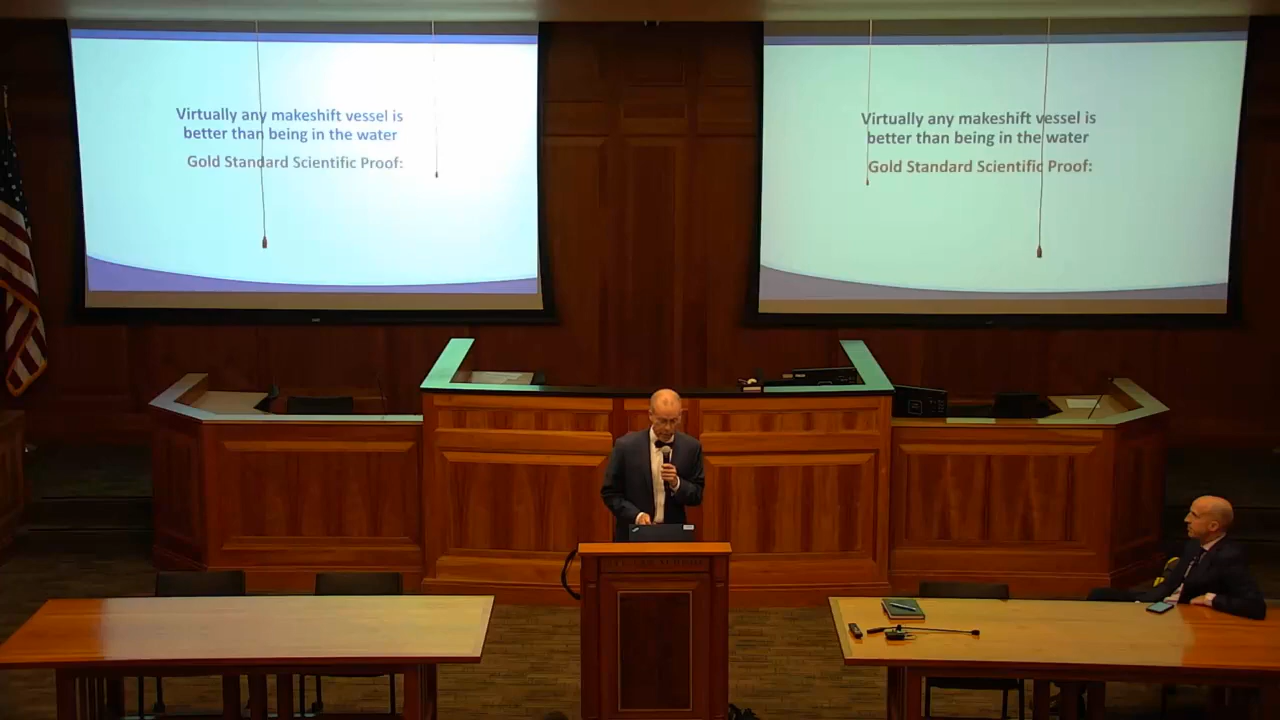 Virtually any makeshift vessel is
better than being in the water
Gold Standard Scientific Proof:
Virtually any makeshift vessel is
better than being in the water
Gold Standard Scientific Proof: